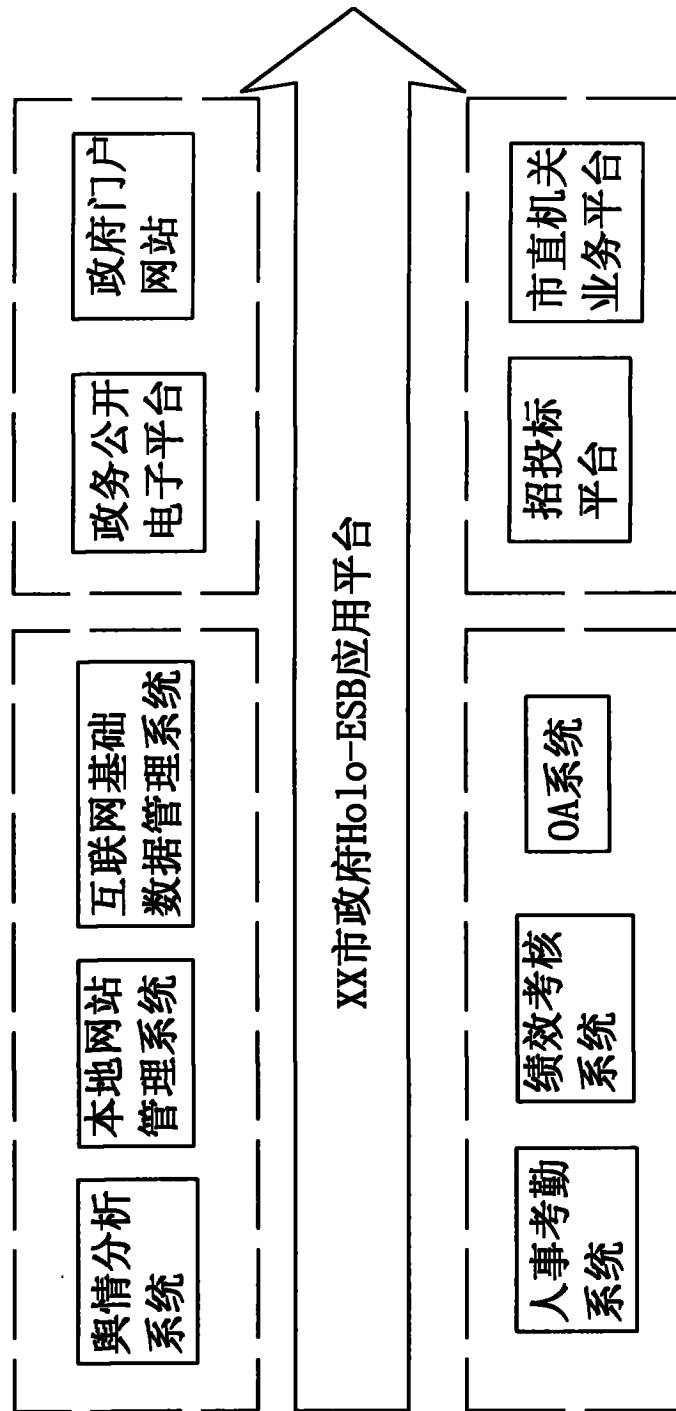 舆情分析
系统
本地网站
管理系统
互联网基础
数据管理系统
政务公开
电子平台
政府门户
网站
XX市政府Holo-ESB应用平台
人事考勤
系统
绩效考核
系统
OA系统
招投标
平台
市直机关
业务平台